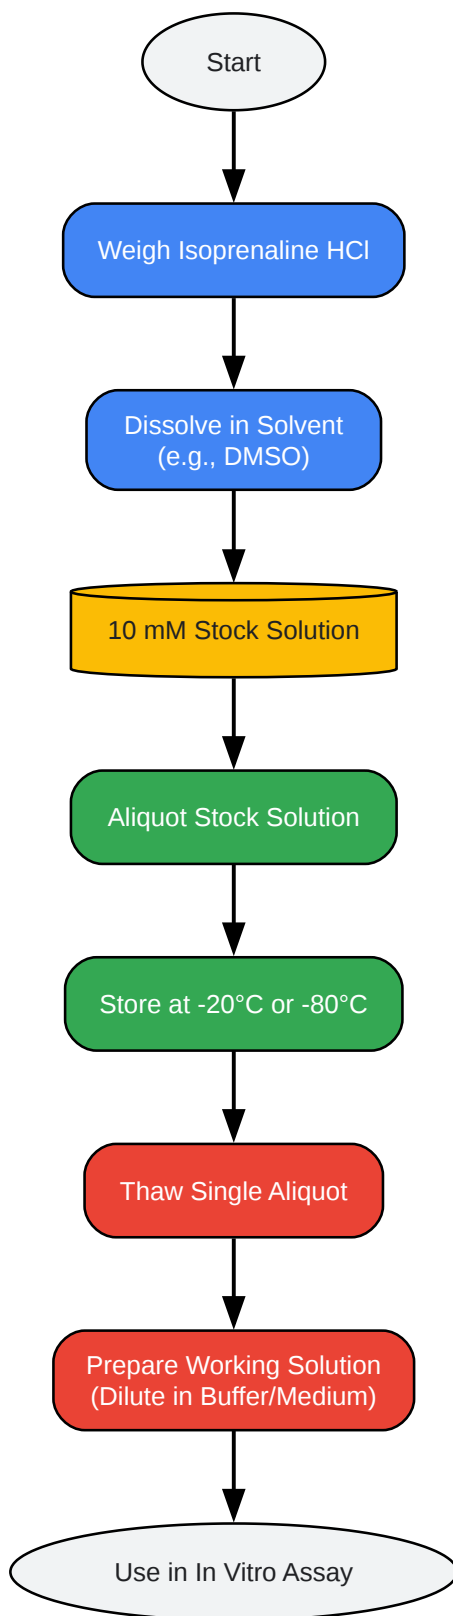 Start
Weigh Isoprenaline HCl
Dissolve in Solvent
(e.g., DMSO)
10 mM Stock Solution
Aliquot Stock Solution
Store at -20°C or -80°C
Thaw Single Aliquot
Prepare Working Solution
(Dilute in Buffer/Medium)
Use in In Vitro Assay